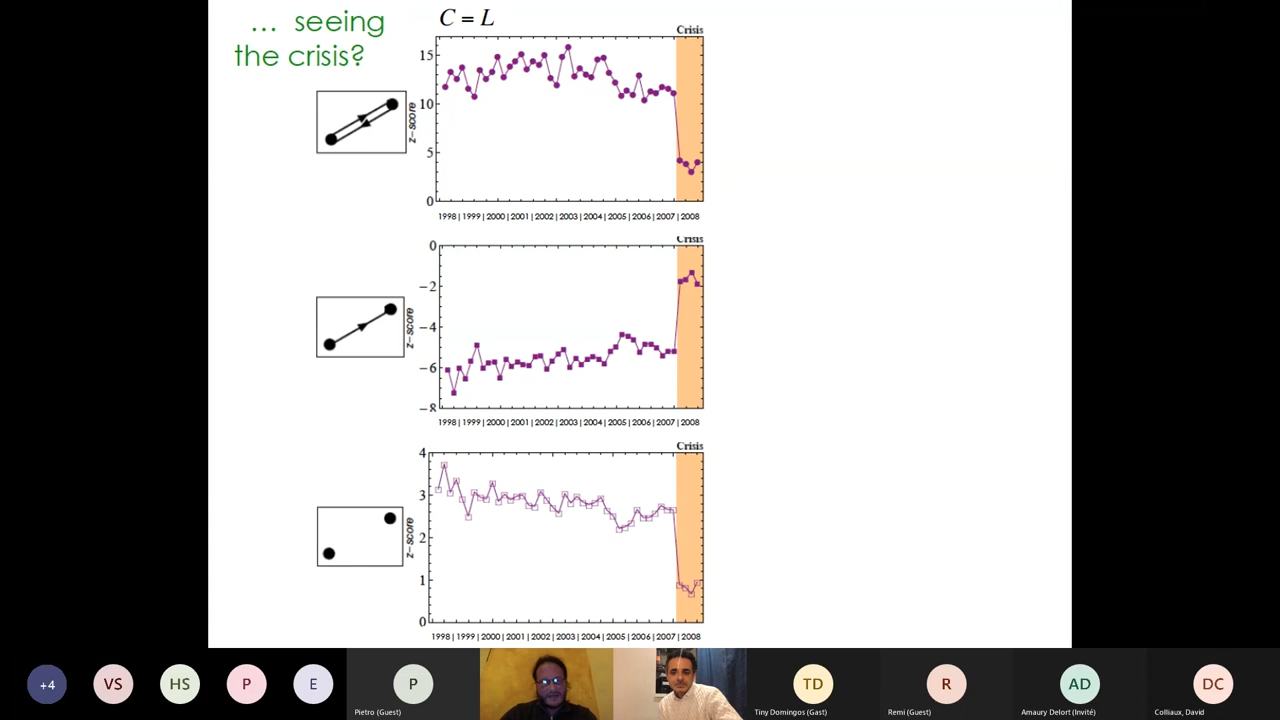 … seeing
the crisis?
C = L
Crisis
15
10
5
0
z-score
1998 | 1999 | 2000 | 2001 | 2002 | 2003 | 2004 | 2005 | 2006 | 2007 | 2008
Crisis
0
−2
−4
−6
−8
z-score
1998 | 1999 | 2000 | 2001 | 2002 | 2003 | 2004 | 2005 | 2006 | 2007 | 2008
Crisis
4
3
2
1
0
z-score
1998 | 1999 | 2000 | 2001 | 2002 | 2003 | 2004 | 2005 | 2006 | 2007 | 2008
+4
VS
HS
P
E
P
Pietro (Guest)
TD
Tiny Domingos (Gast)
R
Remi (Guest)
AD
Amaury Delort (Invité)
DC
Colliaux, David